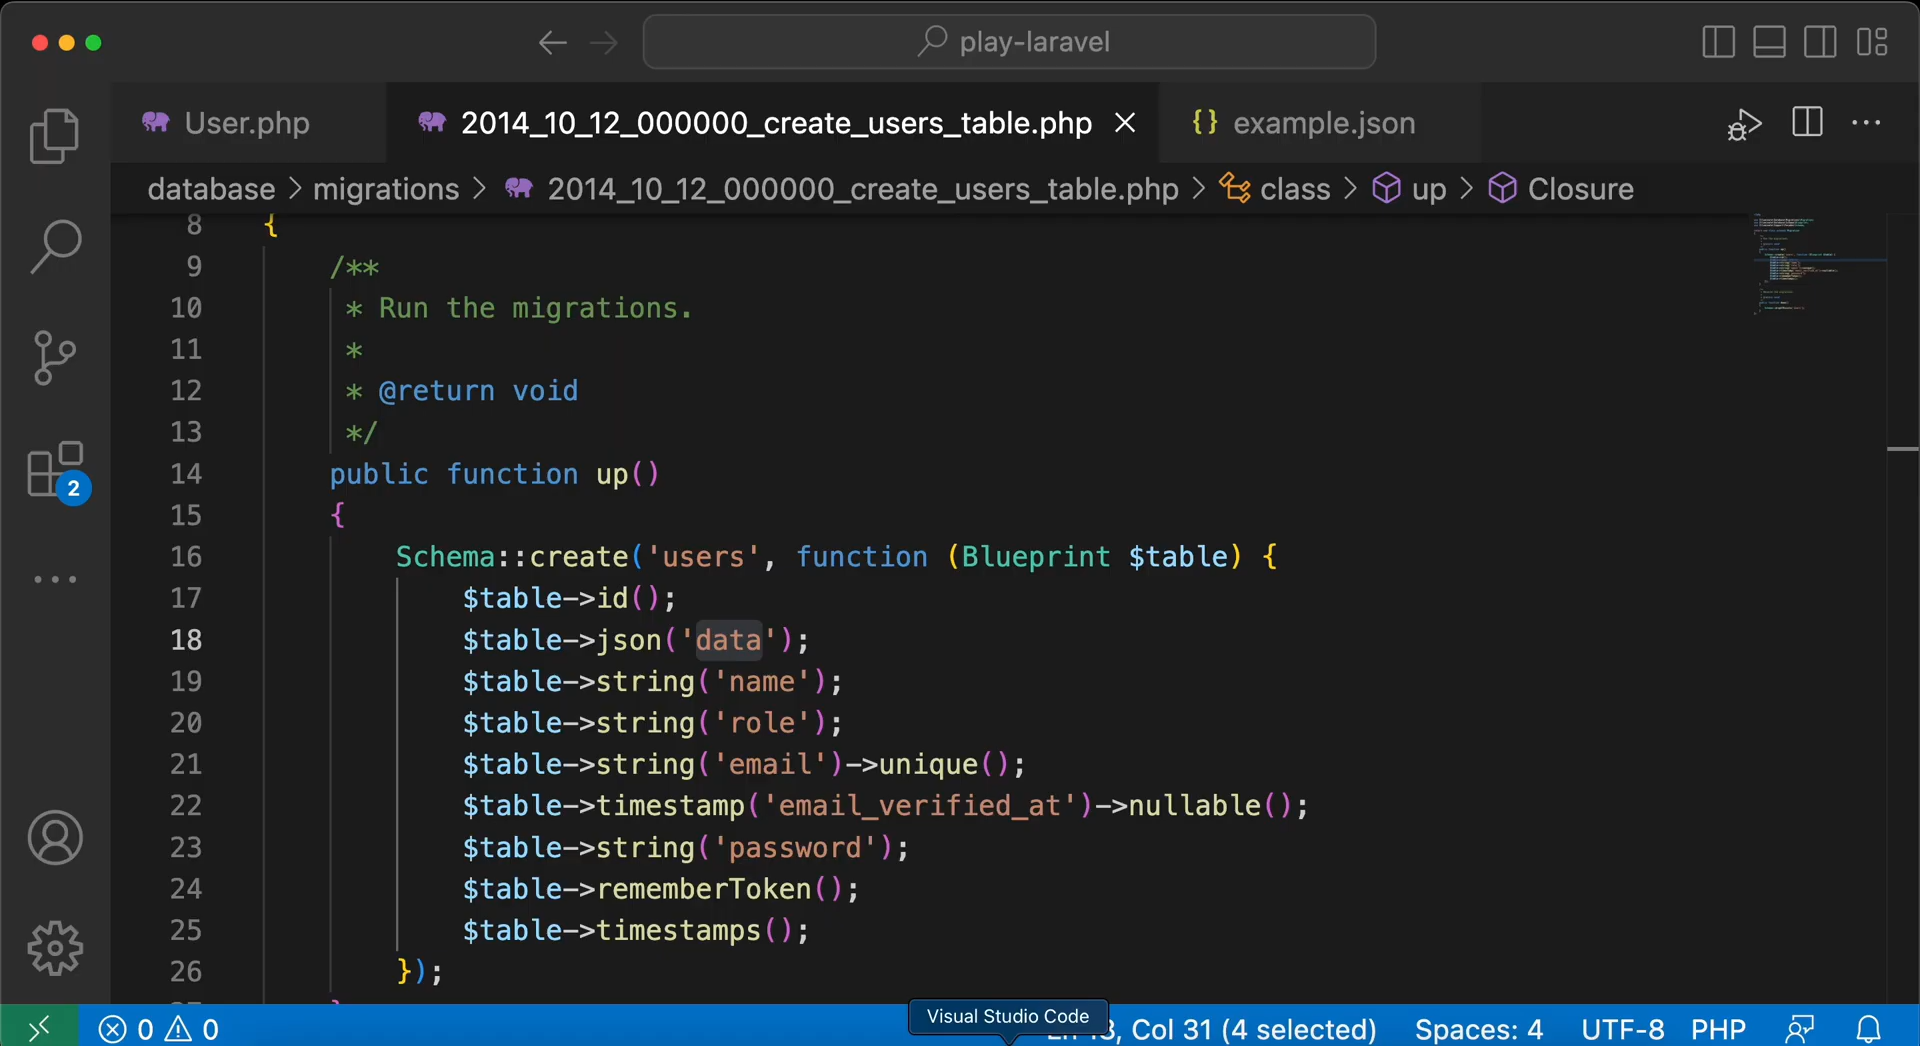 play-laravel
User.php
2014_10_12_000000_create_users_table.php
{} example.json
database > migrations > 2014_10_12_000000_create_users_table.php > class > up > Closure
8 {
9 /**
10 * Run the migrations.
11 *
12 * @return void
13 */
14 public function up()
15 {
16 Schema::create('users', function (Blueprint $table) {
17 $table->id();
18 $table->json('data');
19 $table->string('name');
20 $table->string('role');
21 $table->string('email')->unique();
22 $table->timestamp('email_verified_at')->nullable();
23 $table->string('password');
24 $table->rememberToken();
25 $table->timestamps();
26 });
2
Visual Studio Code
0 0
Col 31 (4 selected)
Spaces: 4
UTF-8
PHP